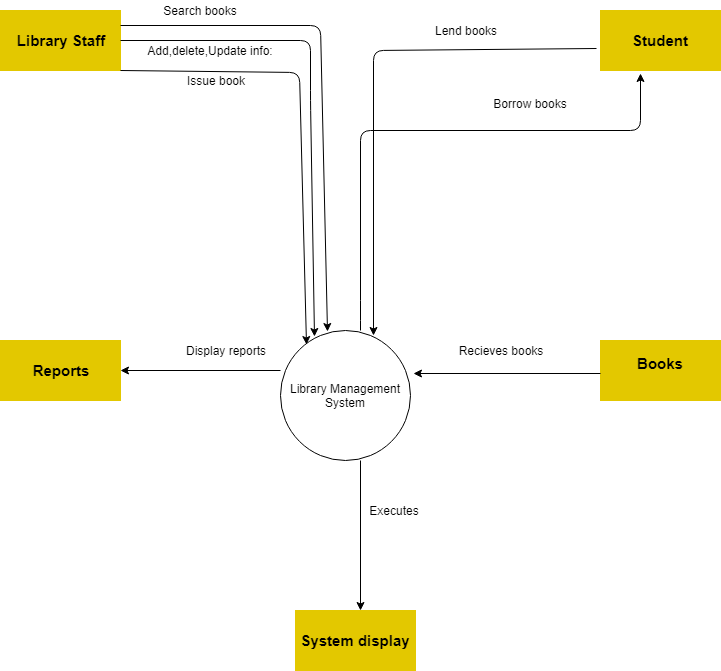 Search books
Library Staff
Add,delete,Update info:
Issue book
Lend books
Student
Borrow books
Reports
Display reports
Library Management
System
Recieves books
Books
Executes
System display